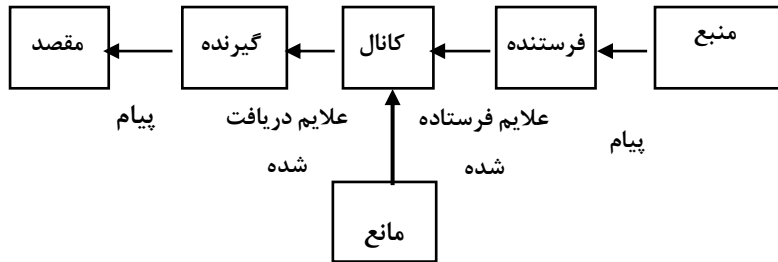 منبع
فرستنده
کانال
گیرنده
مقصد
پیام
علایم فرستاده
شده
علایم دریافت
شده
پیام
مانع